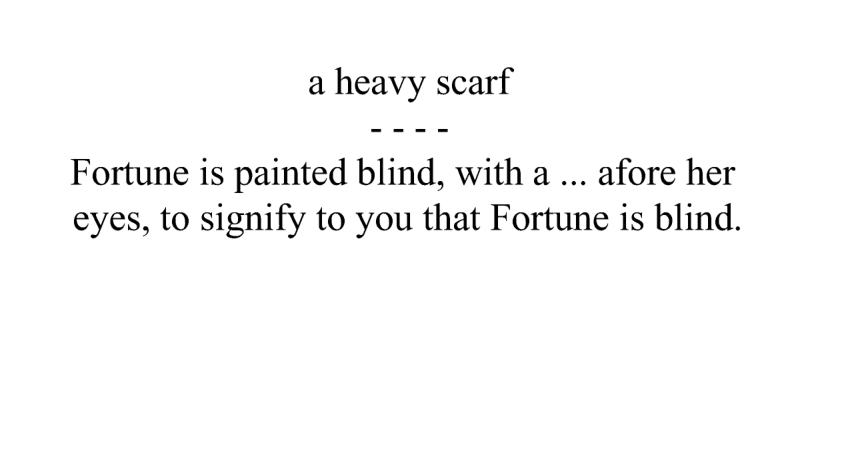 a heavy scarf
- - - -
Fortune is painted blind, with a ... afore her
eyes, to signify to you that Fortune is blind.